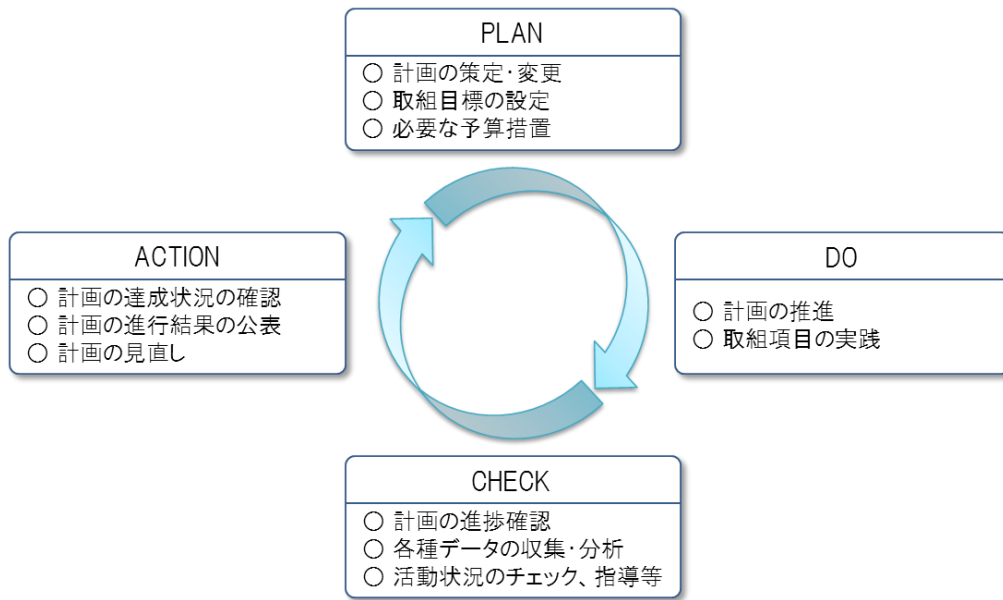 PLAN
○ 計画の策定・変更
○ 取組目標の設定
○ 必要な予算措置
ACTION
○ 計画の達成状況の確認
○ 計画の進行結果の公表
○ 計画の見直し
DO
○ 計画の推進
○ 取組項目の実践
CHECK
○ 計画の進捗確認
○ 各種データの収集・分析
○ 活動状況のチェック、指導等